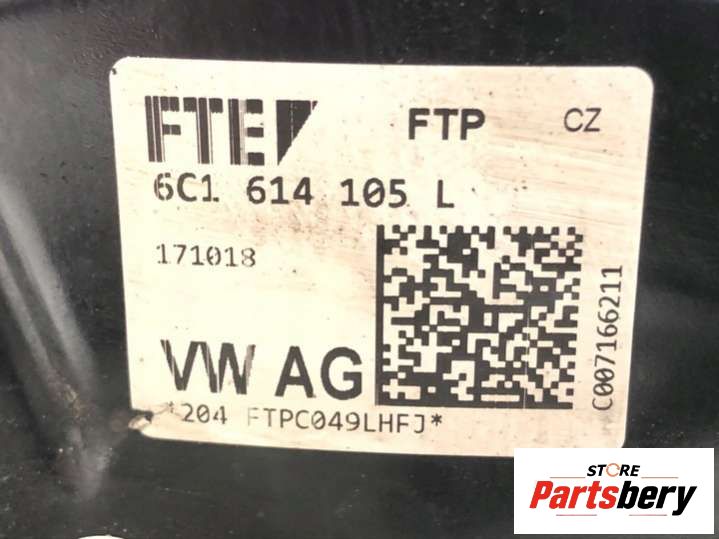 FTE FTP CZ
6C1 614 105 L
171018
VW AG
*204 FTPC049LHFJ*
C007166211
STORE
Partsbery